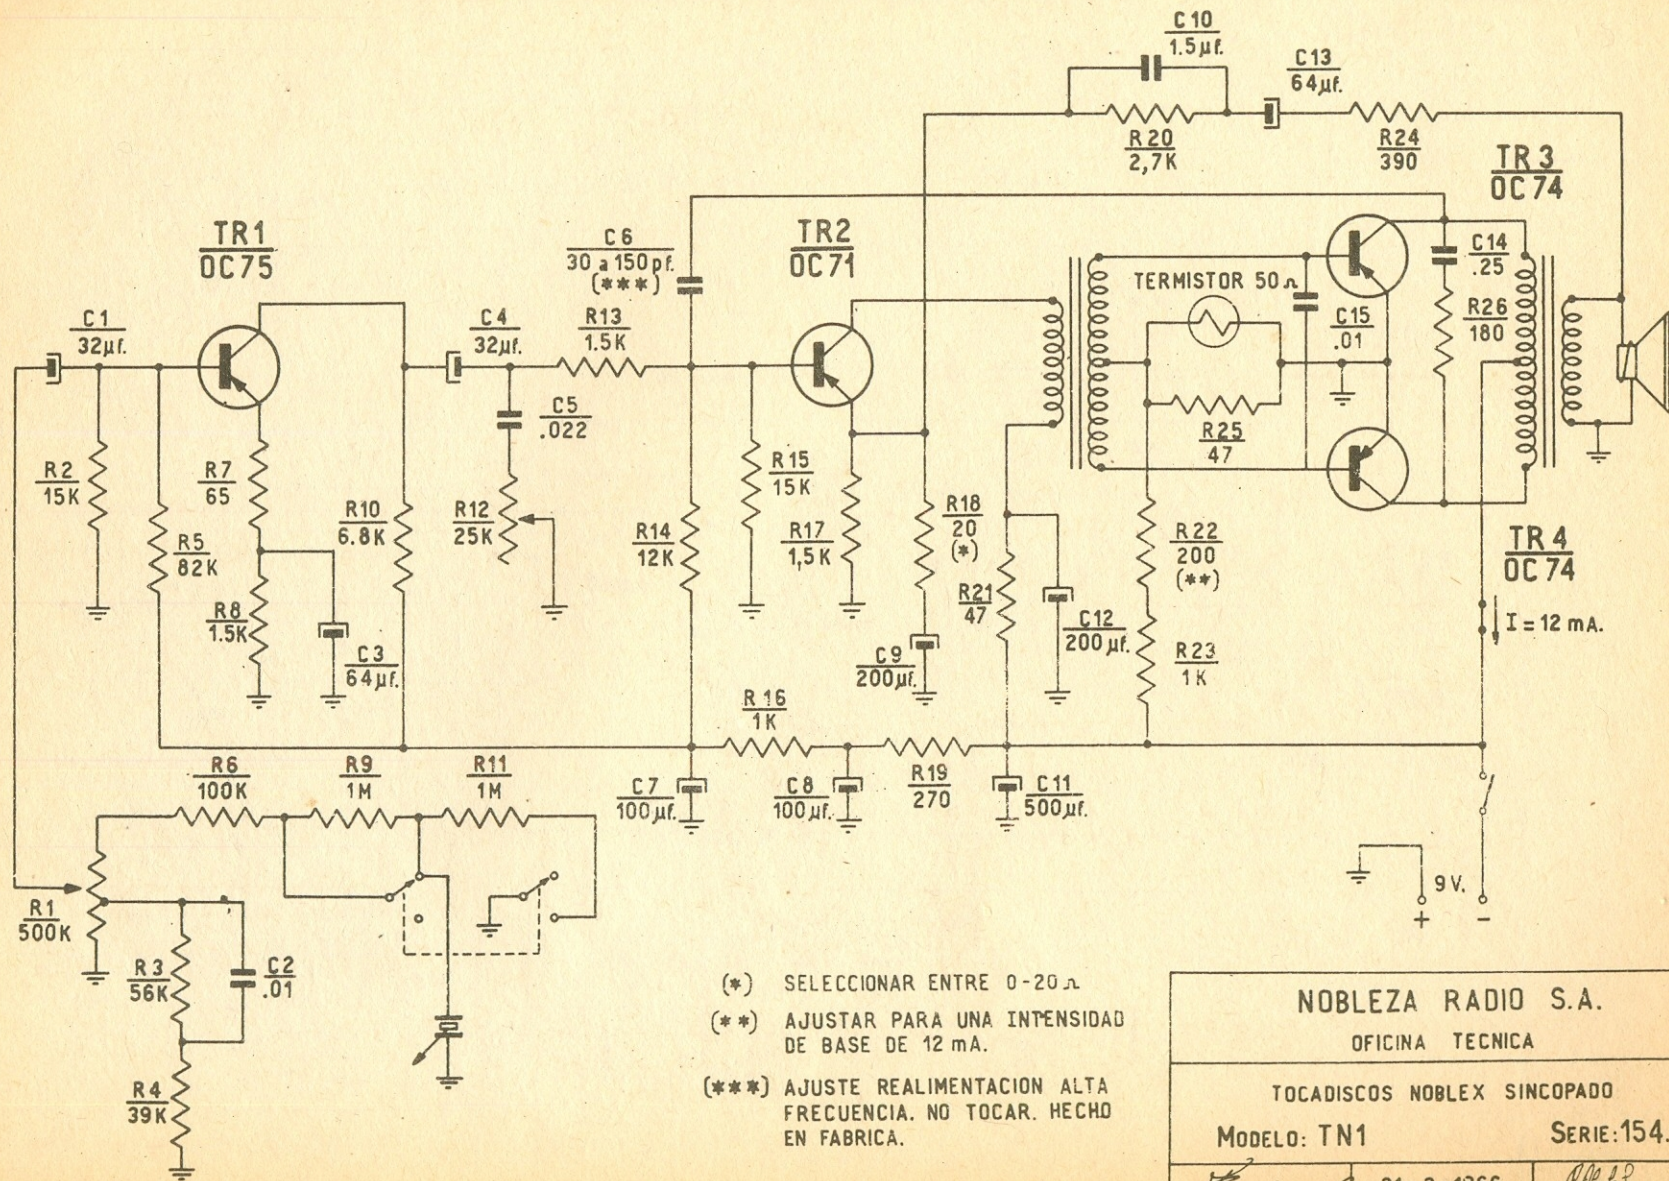 C10
1.5µf.
C13
64µf.
R20
2,7K
R24
390
TR3
OC74
TR1
OC75
C6
30 a 150 pf.
(***)
TR2
OC71
C14
.25
TERMISTOR 50Ω
C15
.01
R26
180
C1
32µf.
C4
32µf.
R13
1.5K
C5
.022
R25
47
R2
15K
R7
65
R15
15K
R5
82K
R10
6.8K
R12
25K
R14
12K
R17
1,5K
R18
20
(*)
R22
200
(**)
TR4
OC74
R8
1.5K
R21
47
C12
200µf.
I = 12 mA.
C3
64µf.
C9
200µf.
R23
1K
R16
1K
R6
100K
R9
1M
R11
1M
C7
100µf.
C8
100µf.
R19
270
C11
500µf.
9V.
+ -
R1
500K
R3
56K
C2
.01
R4
39K
(*) SELECCIONAR ENTRE 0-20Ω
(**) AJUSTAR PARA UNA INTENSIDAD
DE BASE DE 12 mA.
(***) AJUSTE REALIMENTACION ALTA
FRECUENCIA. NO TOCAR. HECHO
EN FABRICA.
NOBLEZA RADIO S.A.
OFICINA TECNICA
TOCADISCOS NOBLEX SINCOPADO
MODELO: TN1 SERIE: 154.
1966